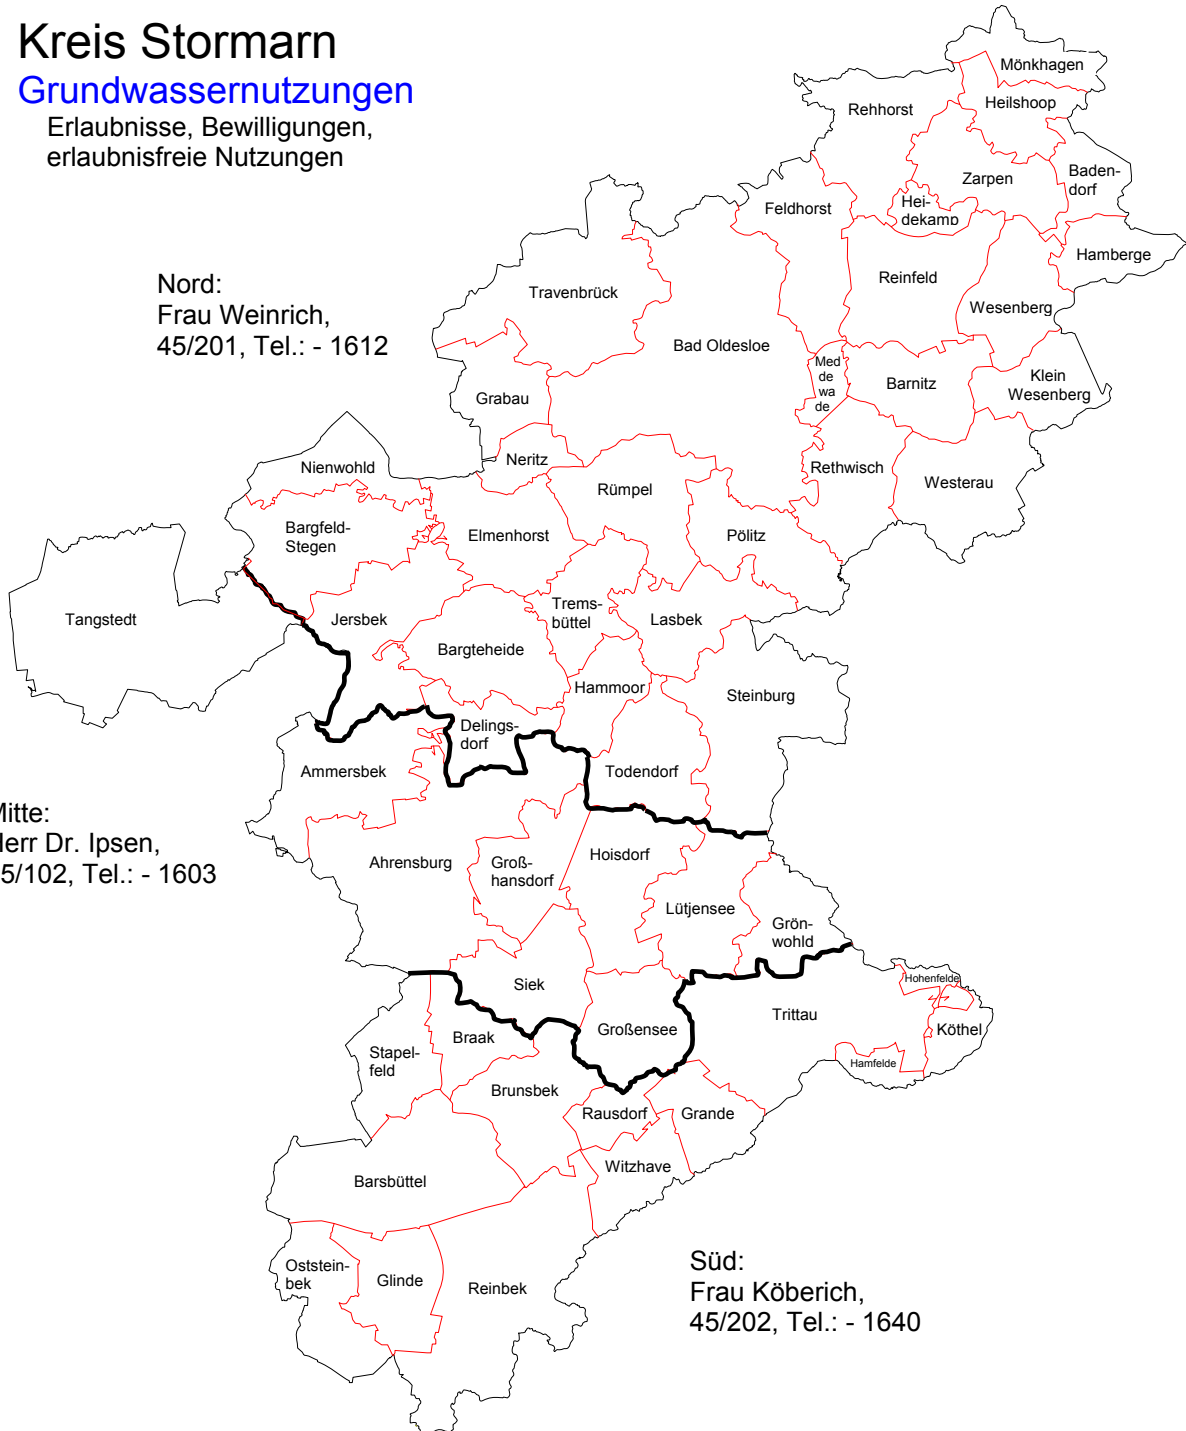 Kreis Stormarn
Grundwassernutzungen
Erlaubnisse, Bewilligungen,
erlaubnisfreie Nutzungen
Mönkhagen
Rehhorst
Heilshoop
Zarpen
Baden-
dorf
Feldhorst
Hei-
dekamp
Hamberge
Nord:
Frau Weinrich,
45/201, Tel.: - 1612
Travenbrück
Reinfeld
Wesenberg
Bad Oldesloe
Med
de
wa
de
Barnitz
Klein
Wesenberg
Grabau
Neritz
Nienwohld
Rümpel
Rethwisch
Westerau
Bargfeld-
Stegen
Elmenhorst
Pölitz
Tangstedt
Jersbek
Trems-
büttel
Lasbek
Bargteheide
Hammoor
Steinburg
Delings-
dorf
Ammersbek
Todendorf
Mitte:
Herr Dr. Ipsen,
5/102, Tel.: - 1603
Ahrensburg
Groß-
hansdorf
Hoisdorf
Lütjensee
Grön-
wohld
Siek
Hohenfelde
Großensee
Trittau
Köthel
Braak
Stapel-
feld
Hamfelde
Brunsbek
Rausdorf
Grande
Witzhave
Barsbüttel
Oststein-
bek
Glinde
Reinbek
Süd:
Frau Köberich,
45/202, Tel.: - 1640